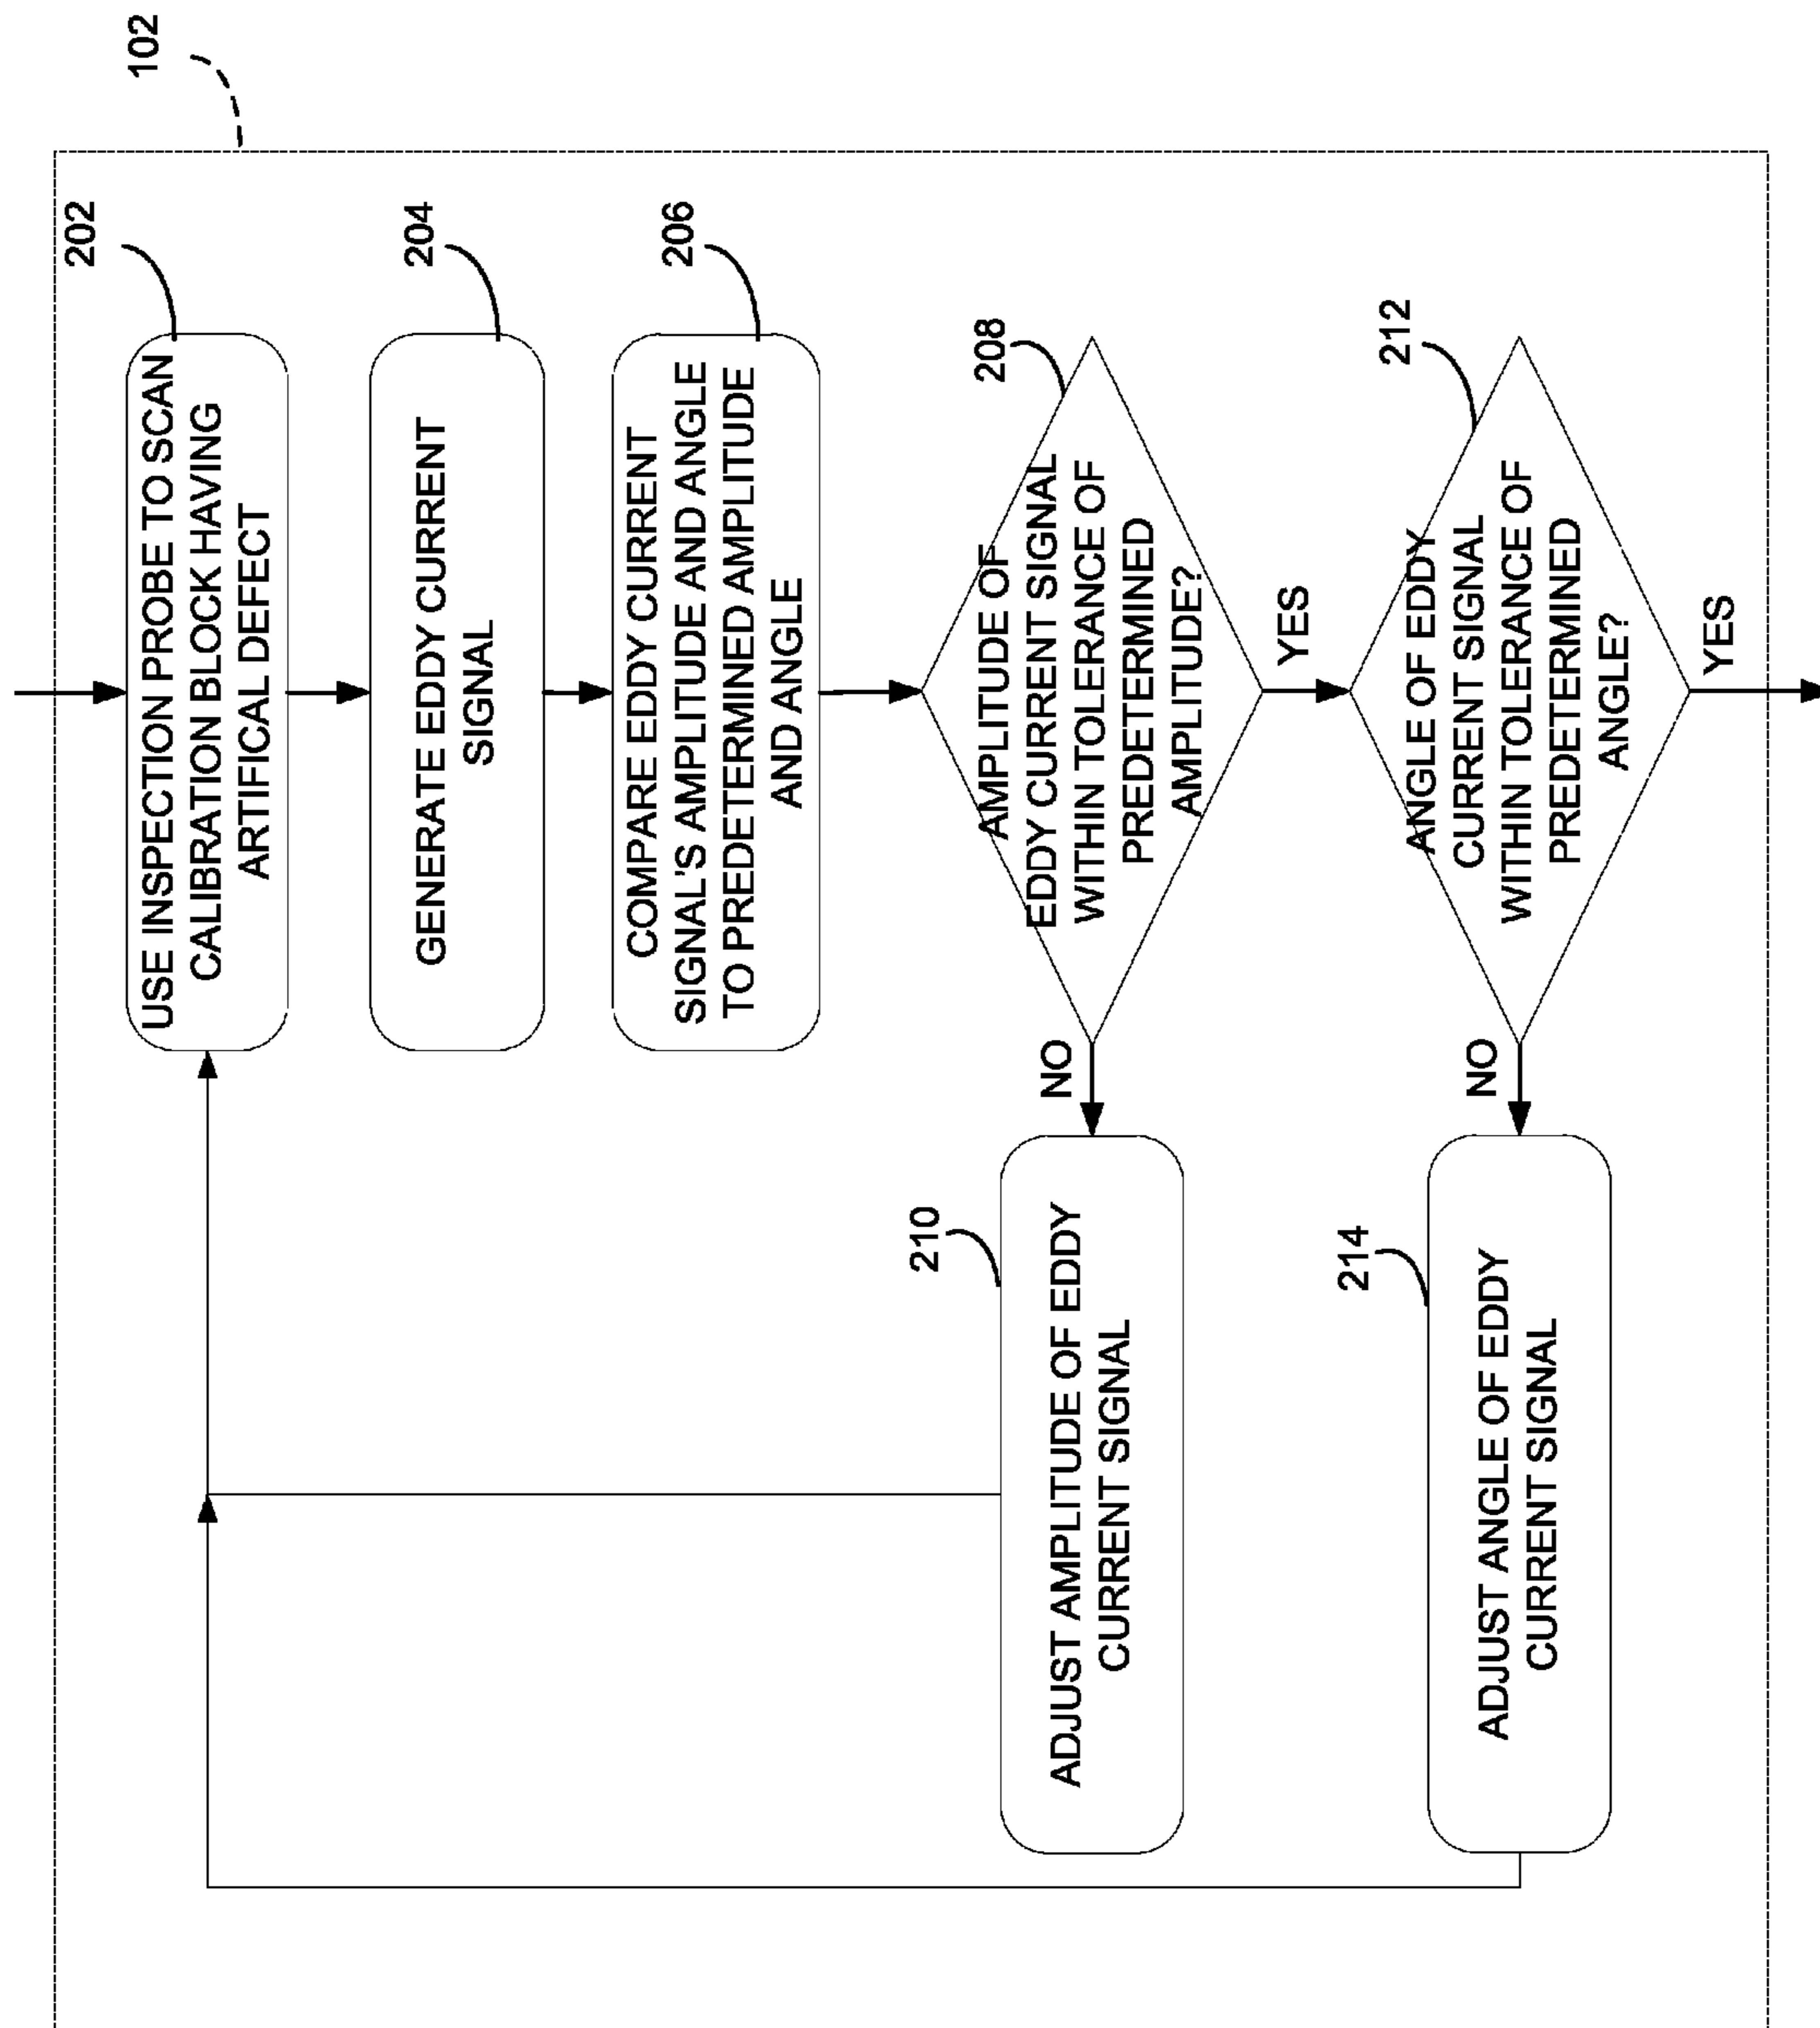 102
202
USE INSPECTION PROBE TO SCAN
CALIBRATION BLOCK HAVING
ARTIFICAL DEFECT
204
GENERATE EDDY CURRENT
SIGNAL
206
COMPARE EDDY CURRENT
SIGNAL'S AMPLITUDE AND ANGLE
TO PREDETERMINED AMPLITUDE
AND ANGLE
208
AMPLITUDE OF
EDDY CURRENT SIGNAL
WITHIN TOLERANCE OF
PREDETERMINED
AMPLITUDE?
NO
YES
210
ADJUST AMPLITUDE OF EDDY
CURRENT SIGNAL
212
ANGLE OF EDDY
CURRENT SIGNAL
WITHIN TOLERANCE OF
PREDETERMINED
ANGLE?
NO
YES
214
ADJUST ANGLE OF EDDY
CURRENT SIGNAL